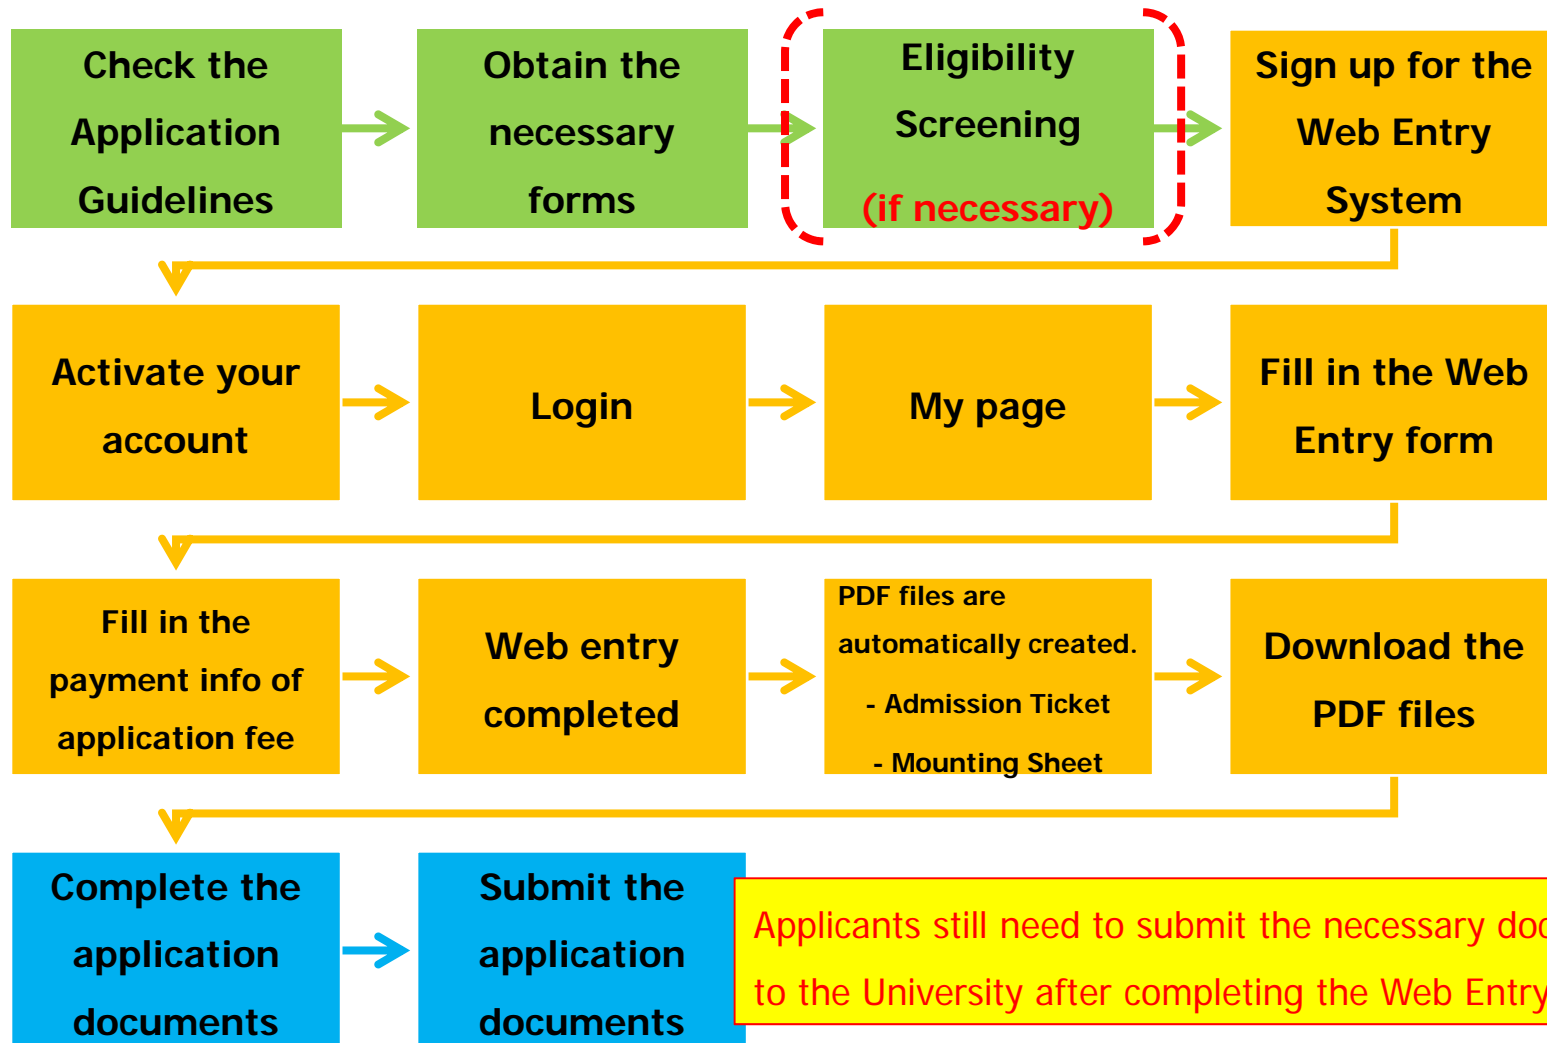 Check the
Application
Guidelines
Obtain the
necessary
forms
Eligibility
Screening
(if necessary)
Sign up for the
Web Entry
System
Activate your
account
Login
My page
Fill in the Web
Entry form
Fill in the
payment info of
application fee
Web entry
completed
PDF files are
automatically created.
- Admission Ticket
- Mounting Sheet
Download the
PDF files
Complete the
application
documents
Submit the
application
documents
Applicants still need to submit the necessary
to the University after completing the Web Entry